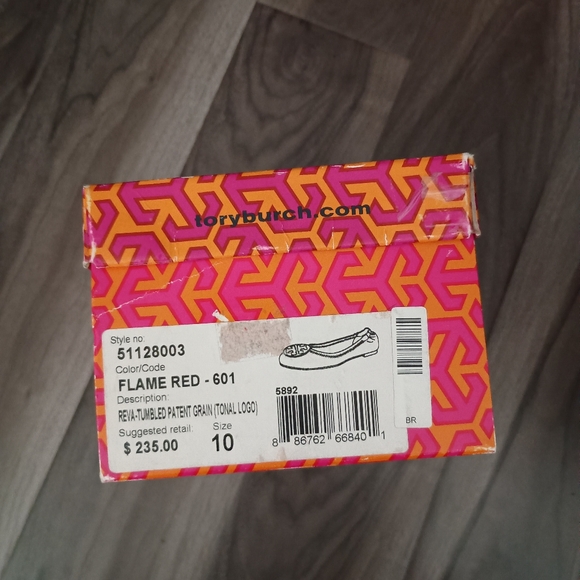 toryburch.com
Style no:
51128003
Color/Code
FLAME RED - 601
Description:
REVA-TUMBLED PATENT GRAIN (TONAL LOGO)
Suggested retail: Size
$ 235.00 10
5892
8 86762 66840 1
BR